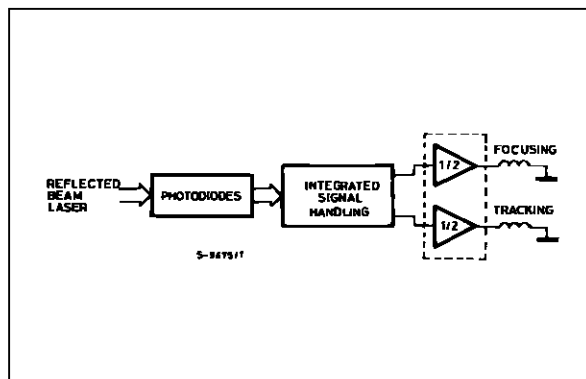 REFLECTED
BEAM
LASER
PHOTODIODES
INTEGRATED
SIGNAL
HANDLING
1/2
FOCUSING
1/2
TRACKING